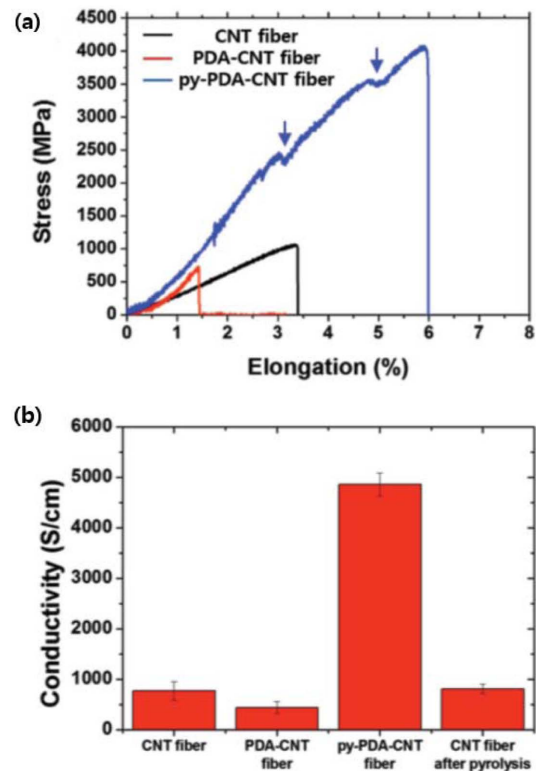 (a)
4500
4000
3500
3000
2500
2000
1500
1000
500
0
Stress (MPa)
CNT fiber
PDA-CNT fiber
py-PDA-CNT fiber
0 1 2 3 4 5 6 7 8
Elongation (%)
(b)
6000
5000
4000
3000
2000
1000
0
Conductivity (S/cm)
CNT fiber PDA-CNT py-PDA-CNT CNT fiber
fiber fiber after pyrolysis